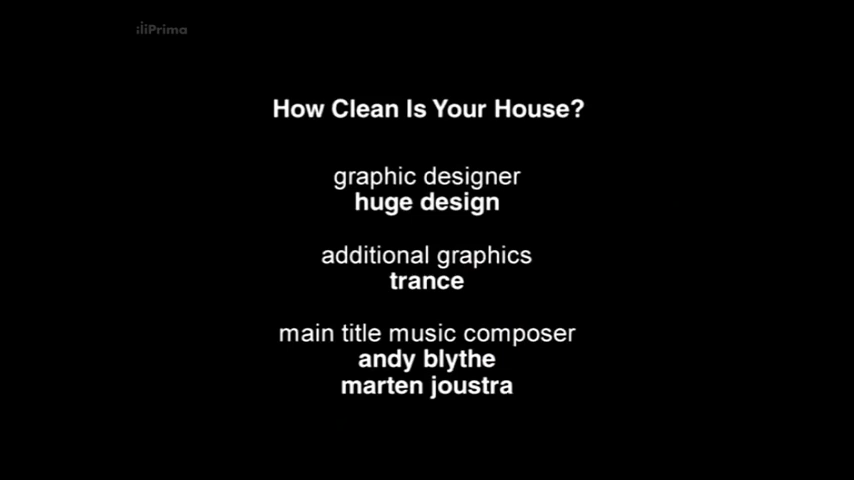 iPrima
How Clean Is Your House?
graphic designer
huge design
additional graphics
trance
main title music composer
andy blythe
marten joustra